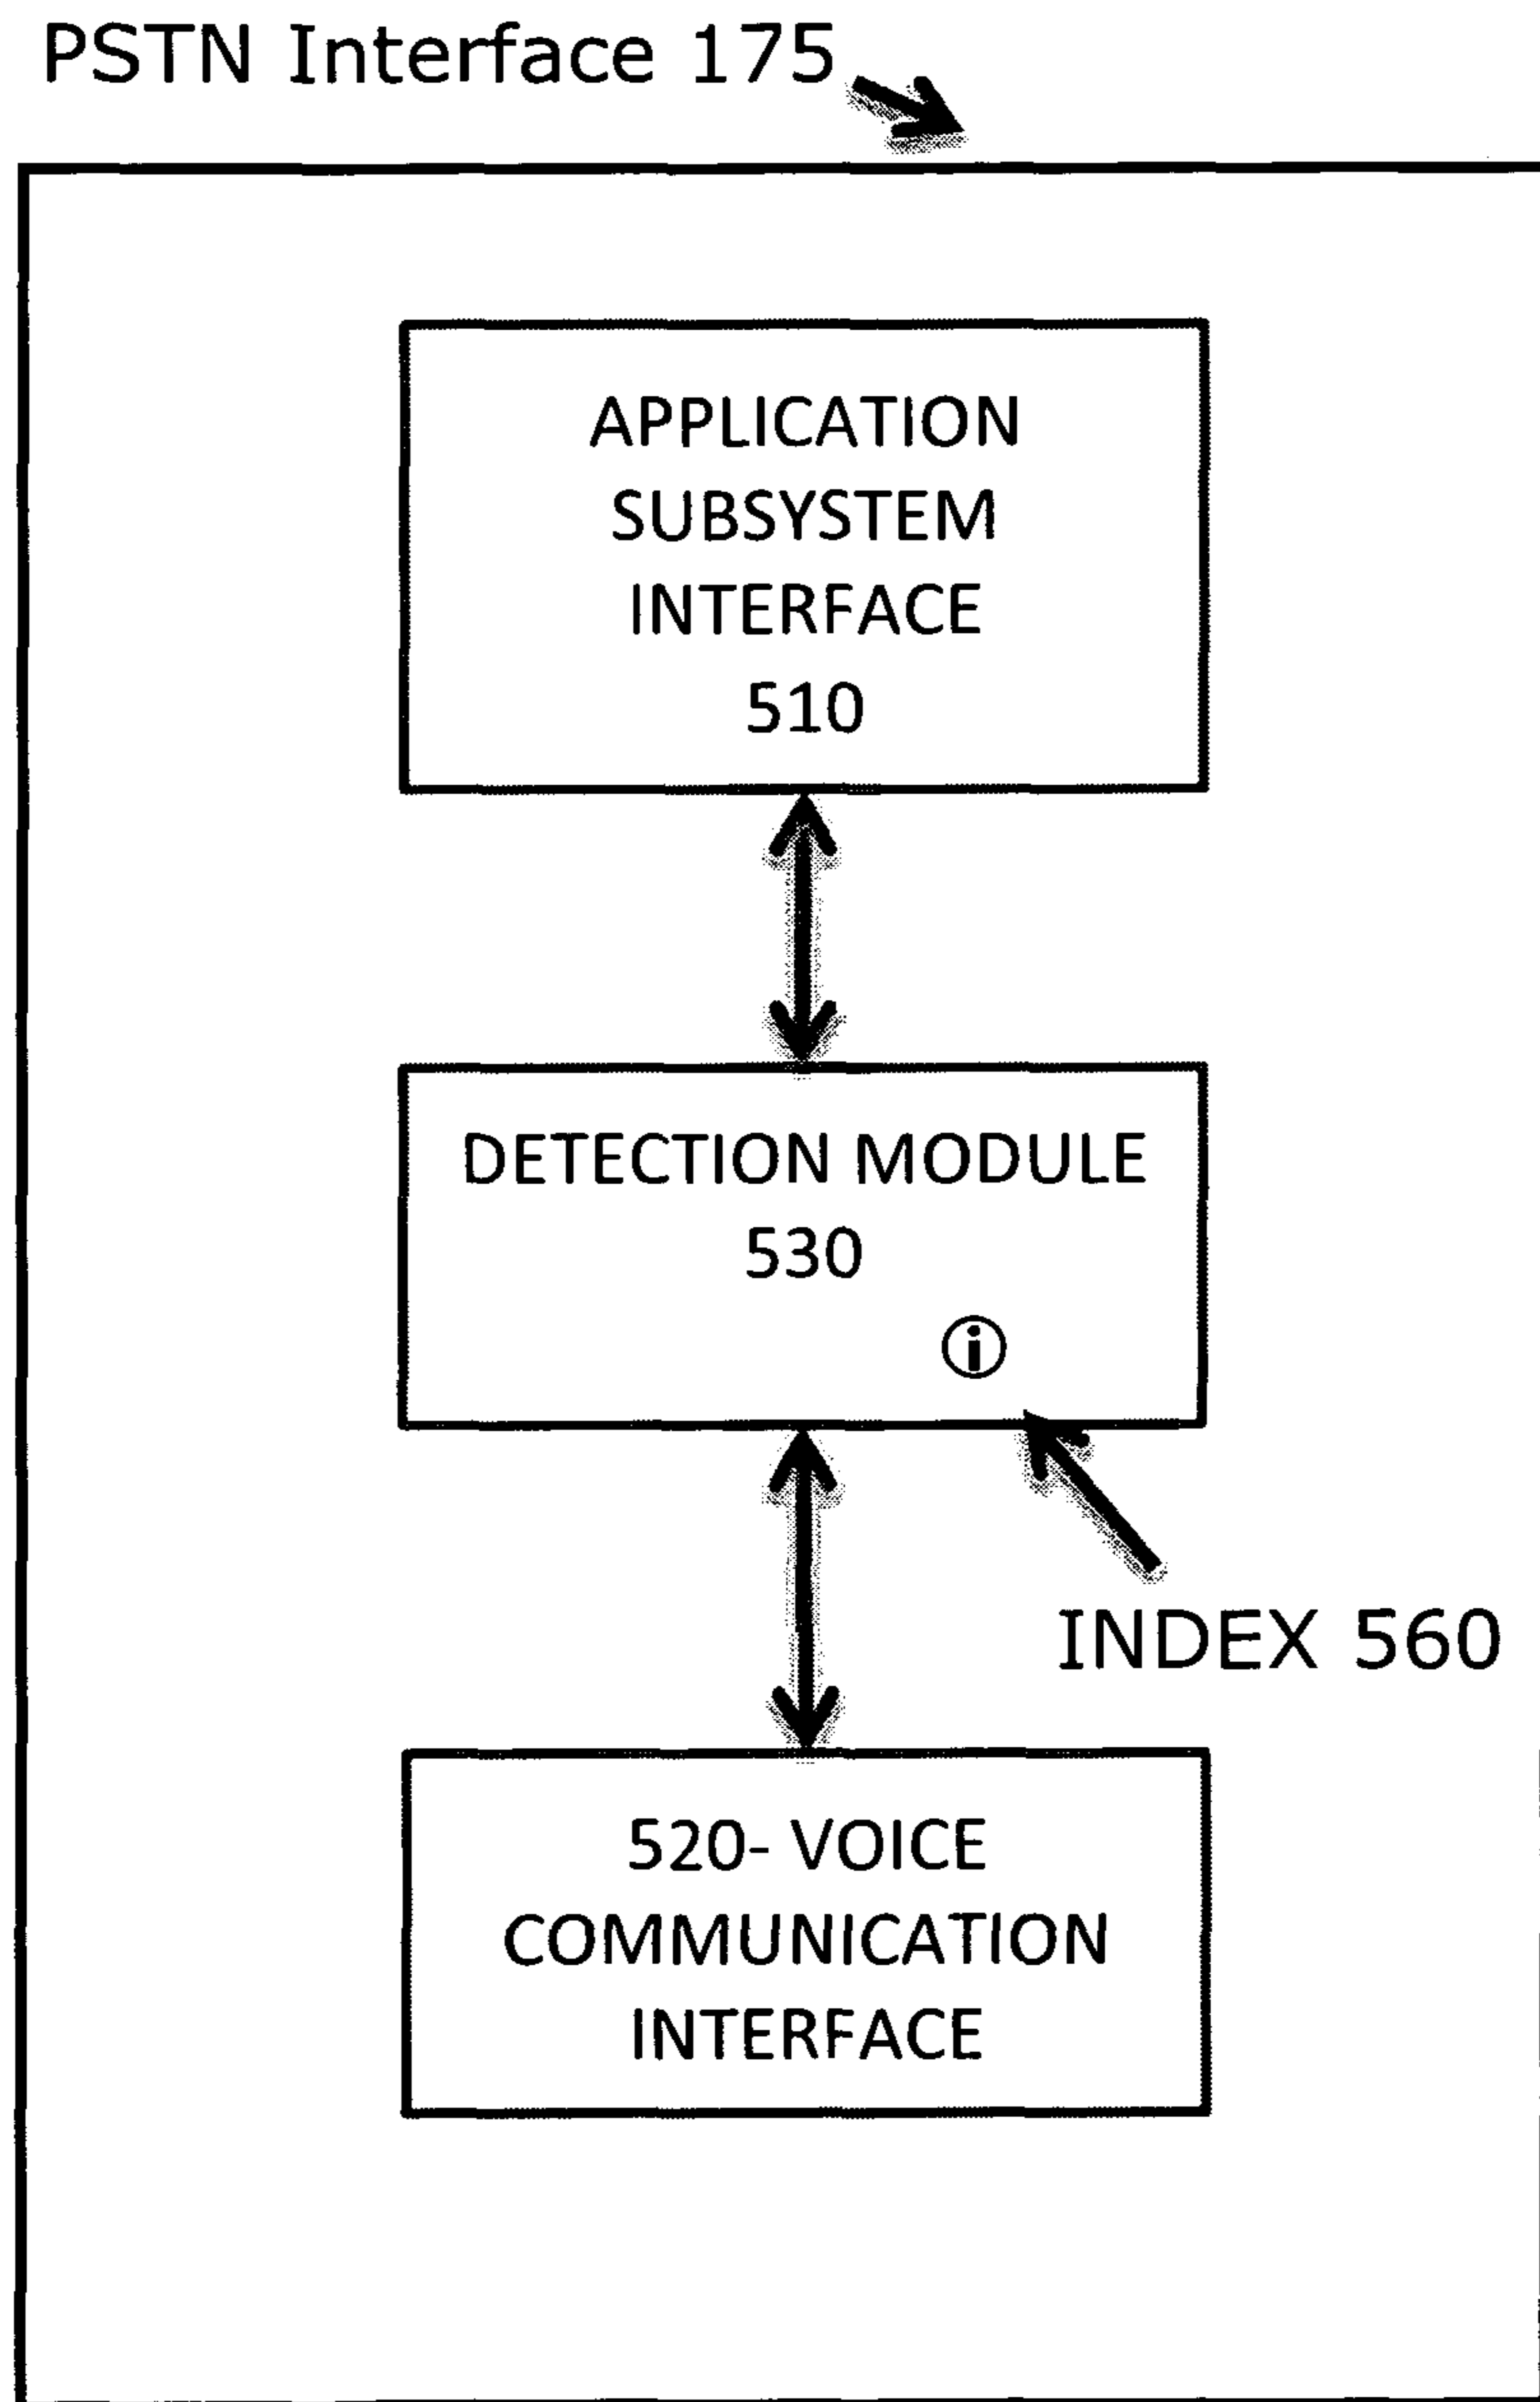 PSTN Interface 175
APPLICATION
SUBSYSTEM
INTERFACE
510
DETECTION MODULE
530
i
INDEX 560
520- VOICE
COMMUNICATION
INTERFACE